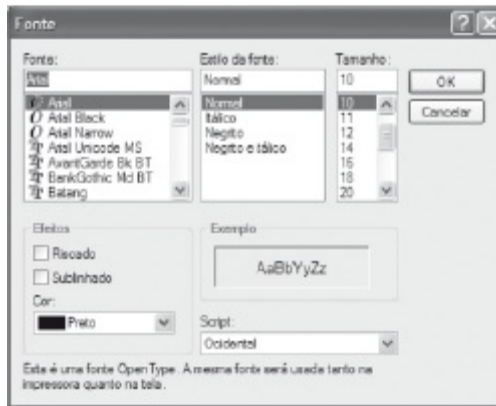 Fonte
Fonte: Estilo da fonte: Tamanho:
Arial Normal 10 OK
Arial Normal 10 Cancelar
Arial Black Itálico 11
Arial Narrow Negrito 12
Arial Unicode MS Negrito e itálico 14
AvantGarde Bk BT 16
BankGothic Md BT 18
Batang 20
Efeitos Exemplo
Riscado
Sublinhado
AaBbYyZz
Cor:
Preto
Script:
Ocidental
Esta é uma fonte OpenType. A mesma fonte será usada tanto na
impressora quanto na tela.